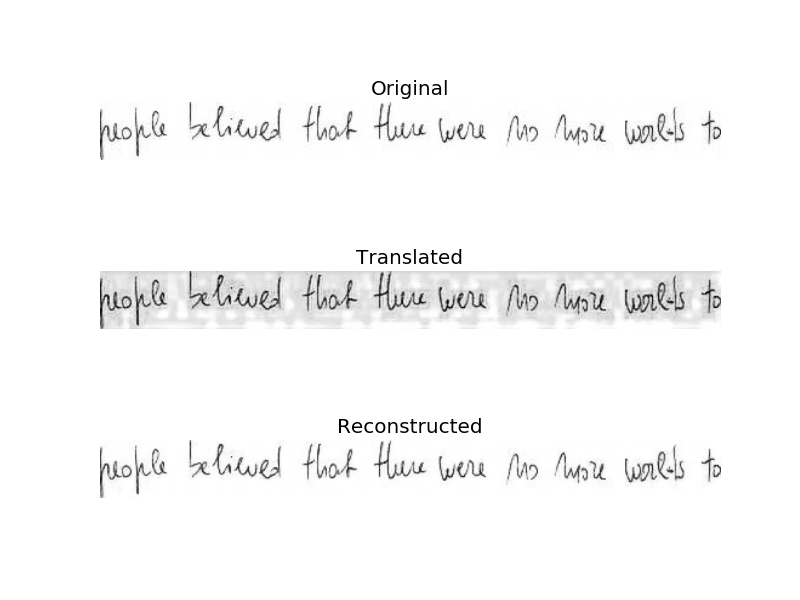 Original
people believed that there were no more worlds to
Translated
people believed that there were no more worlds to
Reconstructed
people believed that there were no more worlds to